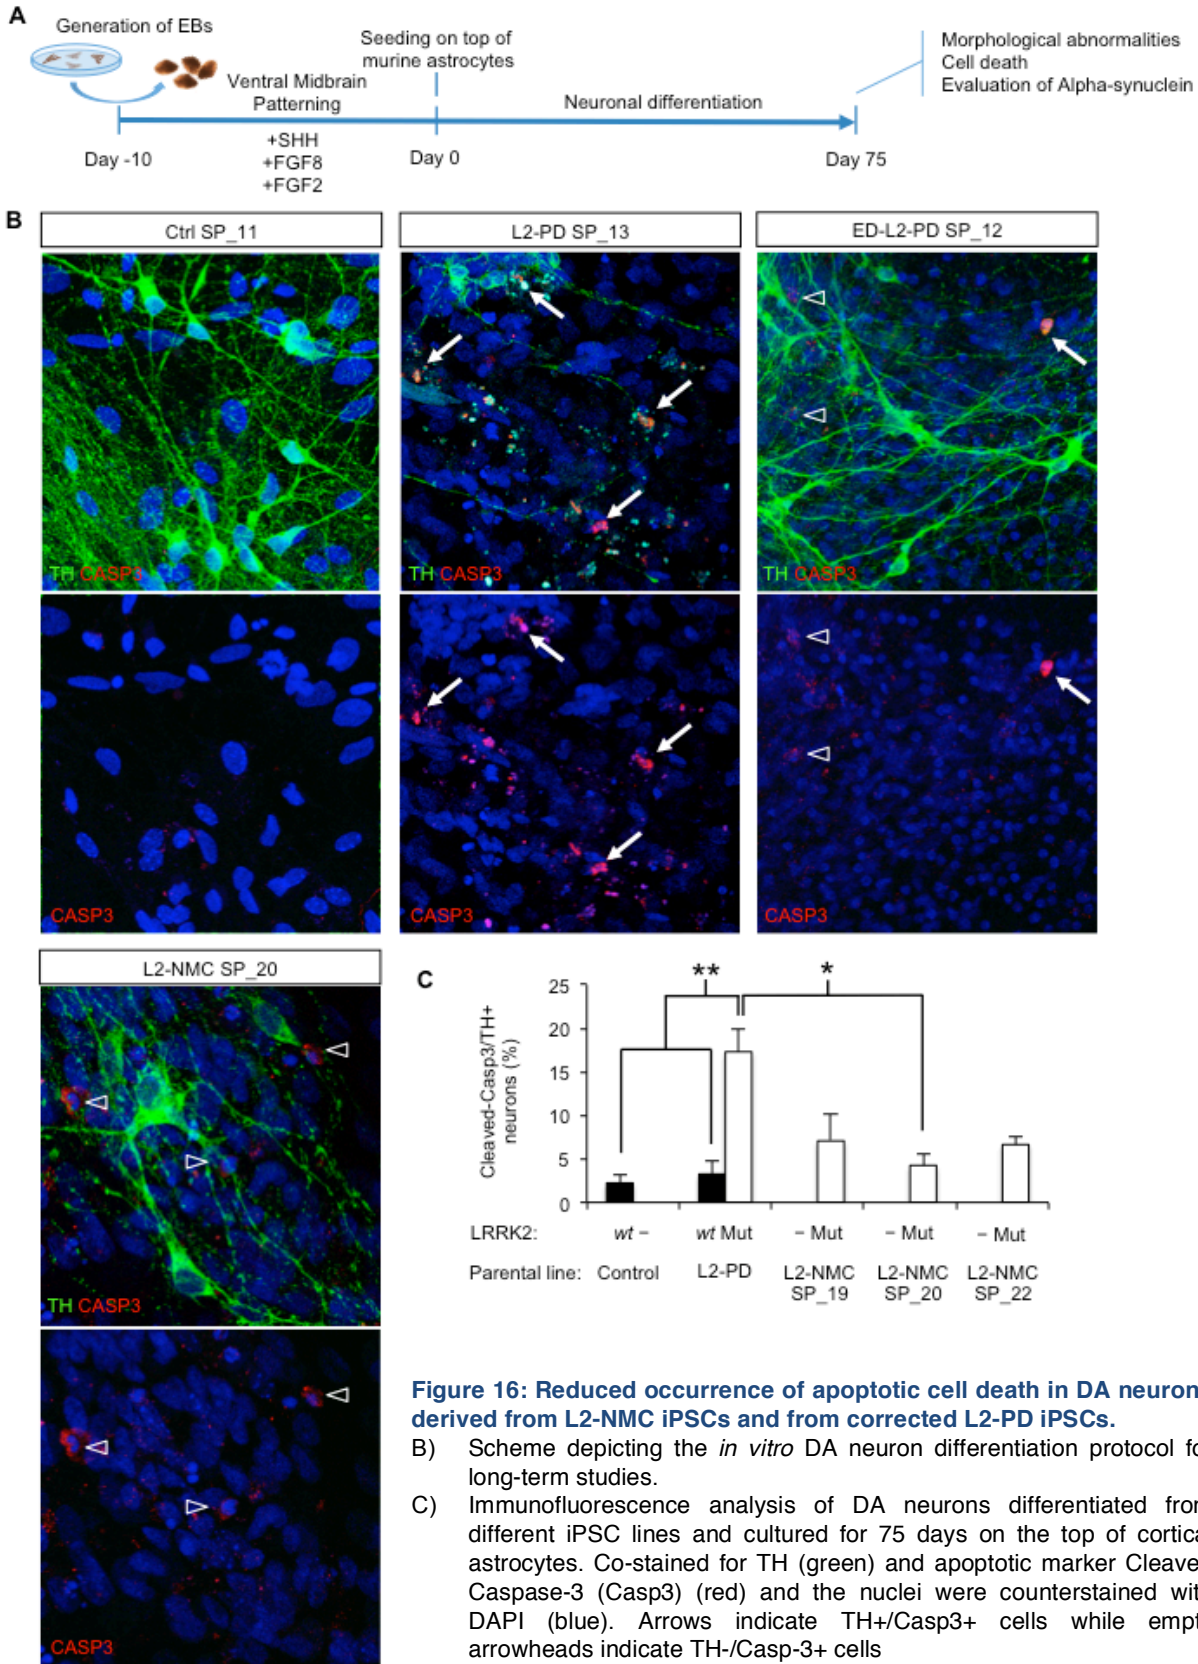 A
Generation of EBs
Seeding on top of
murine astrocytes
Morphological abnormalities
Cell death
Evaluation of Alpha-synuclein
Ventral Midbrain
Patterning
Neuronal differentiation
Day -10
+SHH
+FGF8
+FGF2
Day 0
Day 75
B
Ctrl SP_11
L2-PD SP_13
ED-L2-PD SP_12
TH CASP3
TH CASP3
TH CASP3
CASP3
CASP3
CASP3
L2-NMC SP_20
TH CASP3
CASP3
C
** *
Cleaved-Casp3/TH+
neurons (%)
25
20
15
10
5
0
LRRK2: wt – wt Mut – Mut – Mut – Mut
Parental line: Control L2-PD L2-NMC SP_19 L2-NMC SP_20 L2-NMC SP_22
Figure 16: Reduced occurrence of apoptotic cell death in DA neuron
derived from L2-NMC iPSCs and from corrected L2-PD iPSCs.
B) Scheme depicting the in vitro DA neuron differentiation protocol fo
long-term studies.
C) Immunofluorescence analysis of DA neurons differentiated from
different iPSC lines and cultured for 75 days on the top of cortica
astrocytes. Co-stained for TH (green) and apoptotic marker Cleave
Caspase-3 (Casp3) (red) and the nuclei were counterstained wit
DAPI (blue). Arrows indicate TH+/Casp3+ cells while empt
arrowheads indicate TH-/Casp-3+ cells